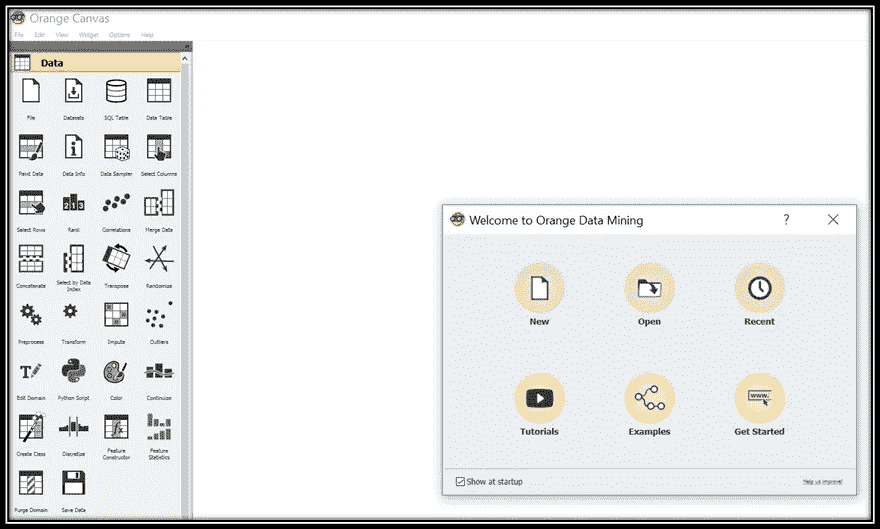 Orange Canvas
File Edit View Widget Options Help
Data
File Datasets SQL Table Data Table
Paint Data Data Info Data Sampler Select Columns
Select Rows Rank Correlations Merge Data
Concatenate Select by Data Index Transpose Randomize
Preprocess Transform Impute Outliers
Edit Domain Python Script Color Continuize
Create Class Discretize Feature Constructor Feature Statistics
Purge Domain Save Data
Welcome to Orange Data Mining ?
New Open Recent
www.
Tutorials Examples Get Started
Show at startup Help us improve!